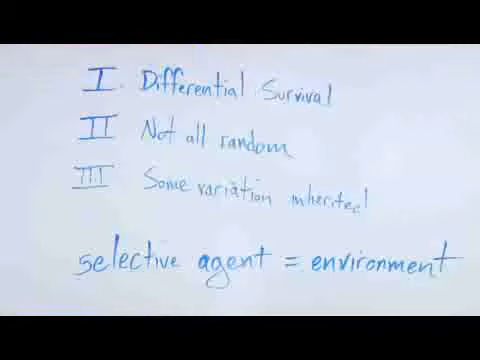 I. Differential Survival
II Not all random
III Some variation inherited
selective agent = environment